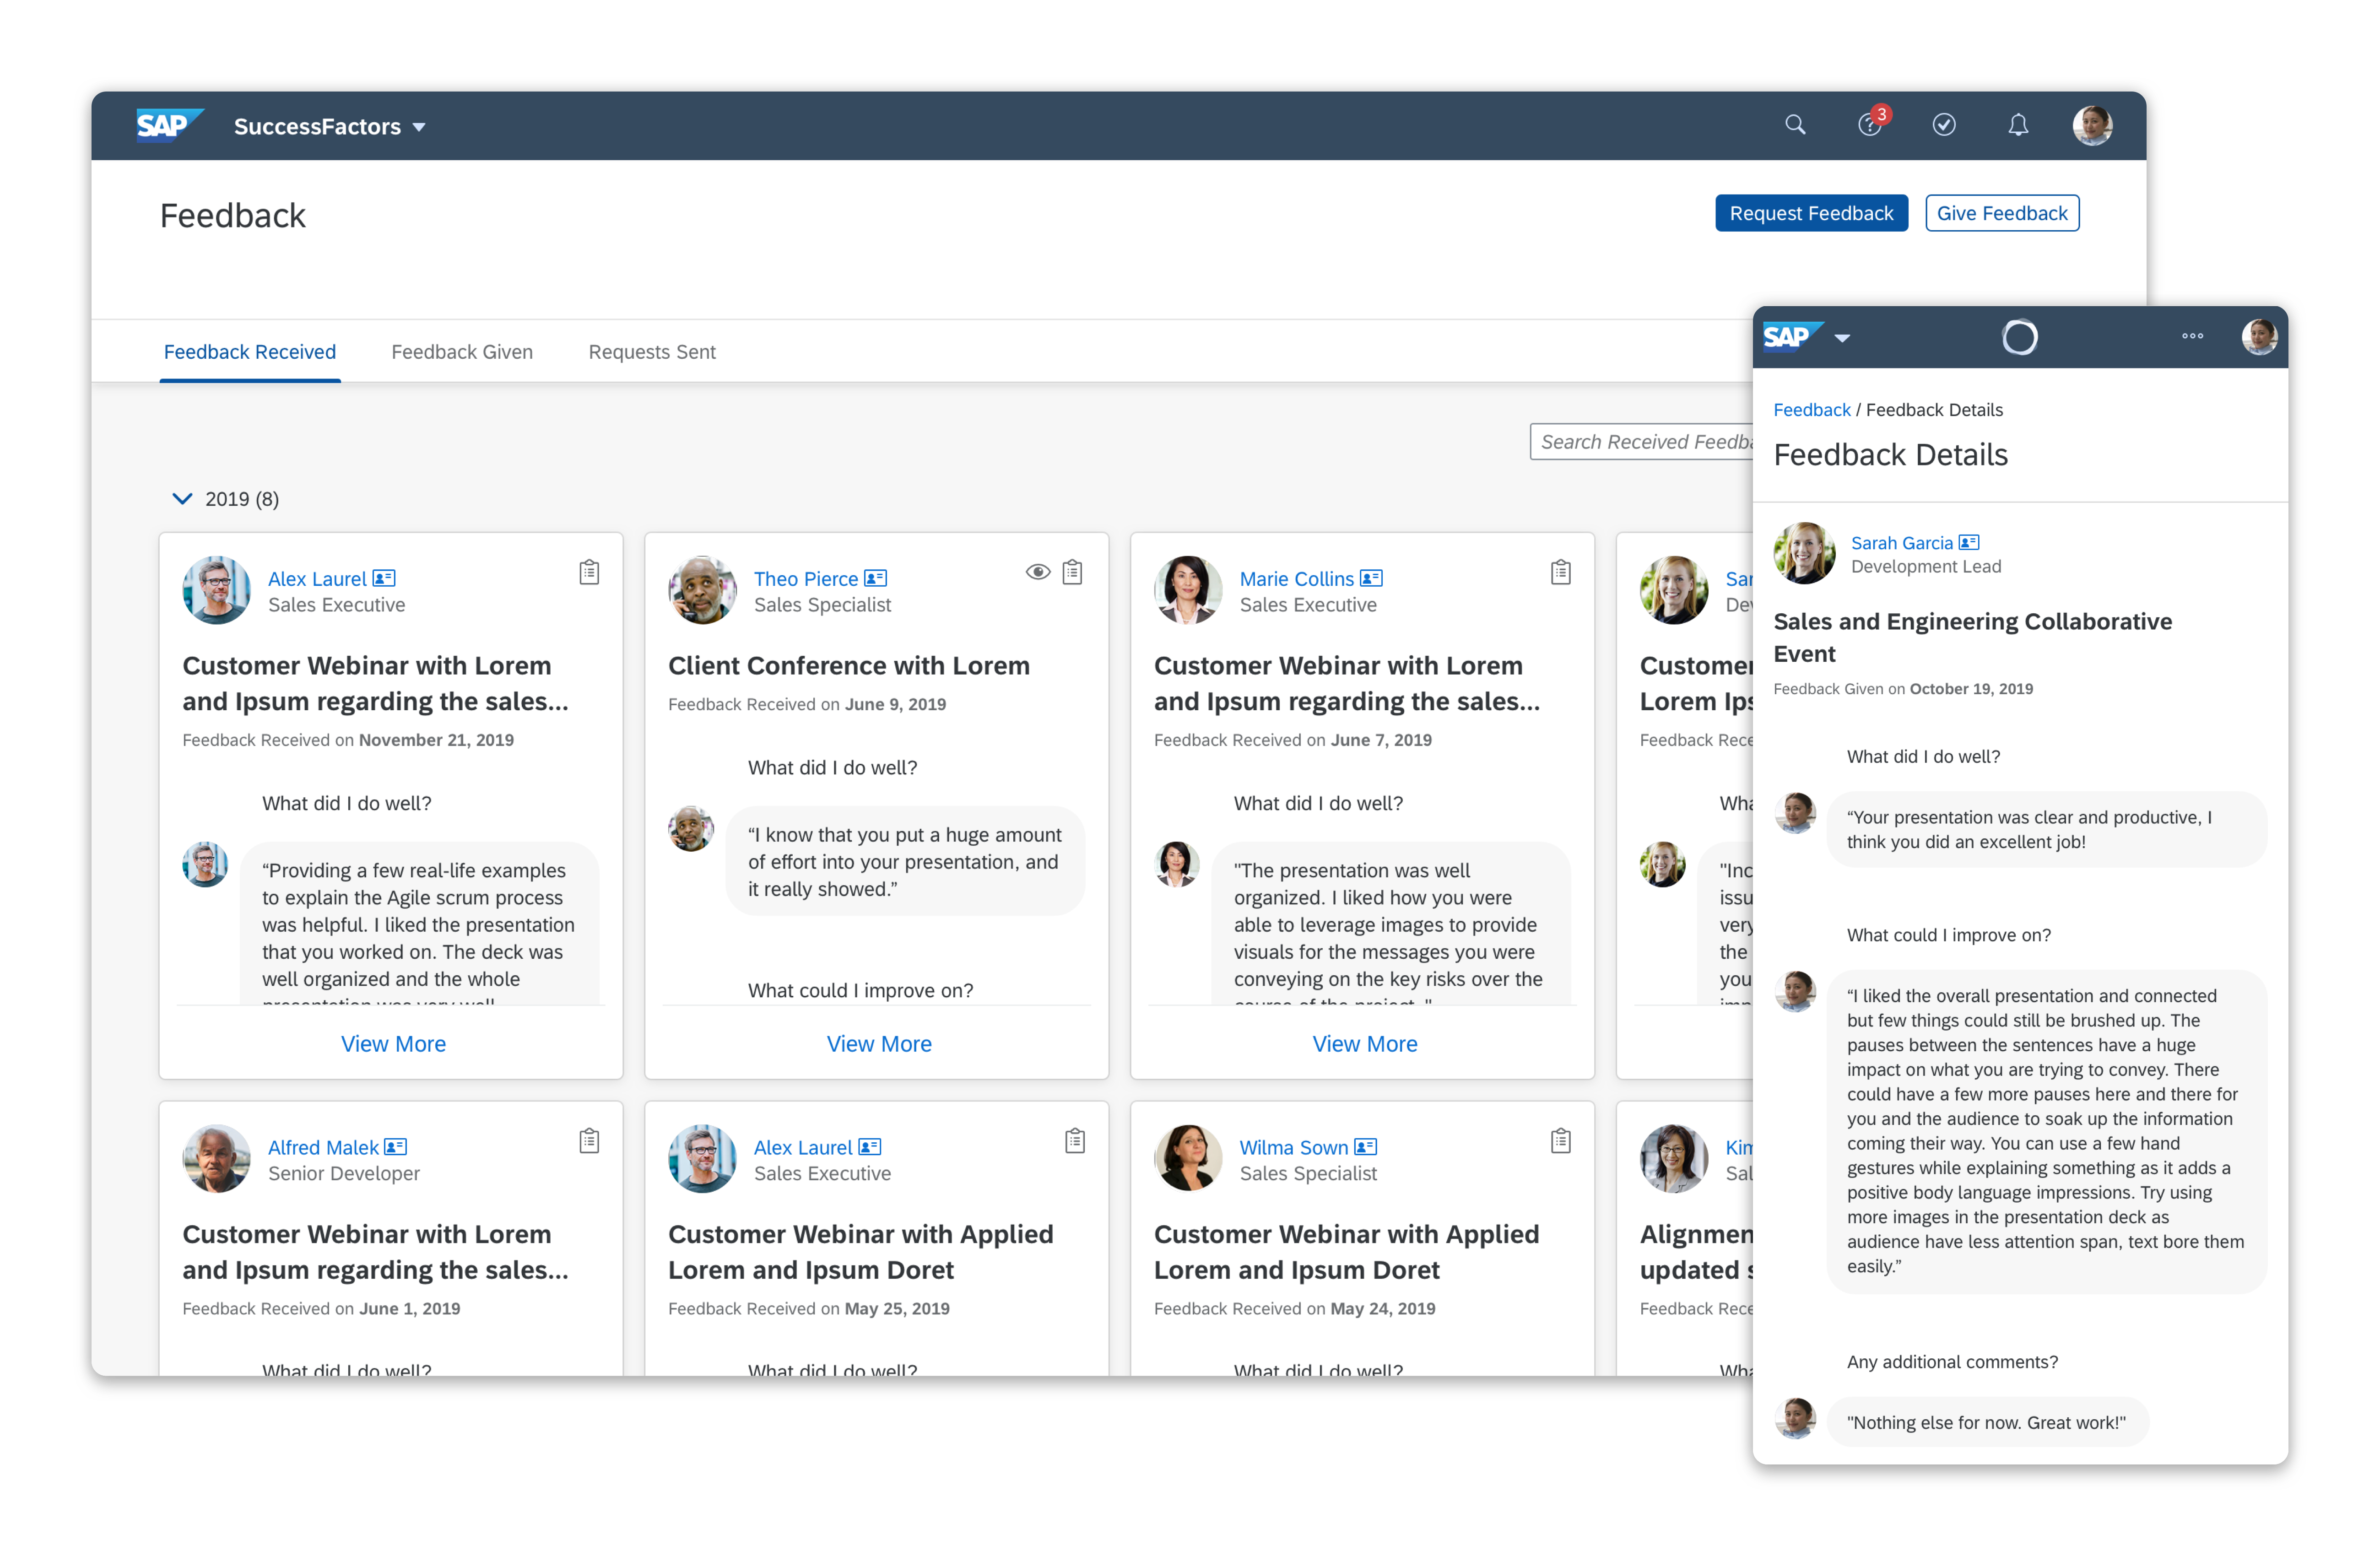 SAP SuccessFactors
3
Feedback
Request Feedback
Give Feedback
Feedback Received
Feedback Given
Requests Sent
Search Received
2019 (8)
Alex Laurel
Sales Executive
Customer Webinar with Lorem
and Ipsum regarding the sales...
Feedback Received on November 21, 2019
What did I do well?
“Providing a few real-life examples
to explain the Agile scrum process
was helpful. I liked the presentation
that you worked on. The deck was
well organized and the whole
presentation was very well
View More
Theo Pierce
Sales Specialist
Client Conference with Lorem
Feedback Received on June 9, 2019
What did I do well?
“I know that you put a huge amount
of effort into your presentation, and
it really showed.”
What could I improve on?
View More
Marie Collins
Sales Executive
Customer Webinar with Lorem
and Ipsum regarding the sales...
Feedback Received on June 7, 2019
What did I do well?
"The presentation was well
organized. I liked how you were
able to leverage images to provide
visuals for the messages you were
conveying on the key risks over the
course of the project. "
View More
Lorem
Feedback
very
the
Alfred Malek
Senior Developer
Customer Webinar with Lorem
and Ipsum regarding the sales...
Feedback Received on June 1, 2019
What did I do well?
Alex Laurel
Sales Executive
Customer Webinar with Applied
Lorem and Ipsum Doret
Feedback Received on May 25, 2019
What did I do well?
Wilma Sown
Sales Specialist
Customer Webinar with Applied
Lorem and Ipsum Doret
Feedback Received on May 24, 2019
What did I do well?
updated
Feedback
SAP
Feedback / Feedback Details
Feedback Details
Sarah Garcia
Development Lead
Sales and Engineering Collaborative
Event
Feedback Given on October 19, 2019
What did I do well?
“Your presentation was clear and productive, I
think you did an excellent job!
What could I improve on?
“I liked the overall presentation and connected
but few things could still be brushed up. The
pauses between the sentences have a huge
impact on what you are trying to convey. There
could have a few more pauses here and there for
you and the audience to soak up the information
coming their way. You can use a few hand
gestures while explaining something as it adds a
positive body language impressions. Try using
more images in the presentation deck as
audience have less attention span, text bore them
easily.”
Any additional comments?
"Nothing else for now. Great work!"